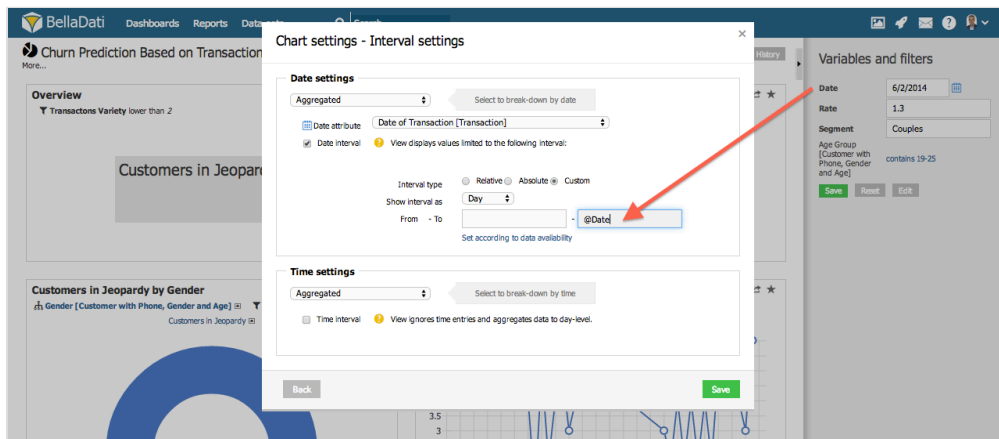 BellaDati Dashboards Reports Data
Churn Prediction Based on Transaction
More...
History
Overview
Transactons Variety lower than 2
Customers in Jeopar
Customers in Jeopardy by Gender
Gender [Customer with Phone, Gender and Age]
Customers in Jeopardy
3.5
3
Chart settings - Interval settings
×
Date settings
Aggregated
Select to break-down by date
Date attribute Date of Transaction [Transaction]
Date interval ? View displays values limited to the following interval:
Interval type Relative Absolute Custom
Show interval as Day
From - To - @Date
Set according to data availability
Time settings
Aggregated
Select to break-down by time
Time interval ? View ignores time entries and aggregates data to day-level.
Back
Save
Variables and filters
Date 6/2/2014
Rate 1.3
Segment Couples
Age Group
[Customer with
Phone, Gender
and Age]
contains 19-25
Save Reset Edit